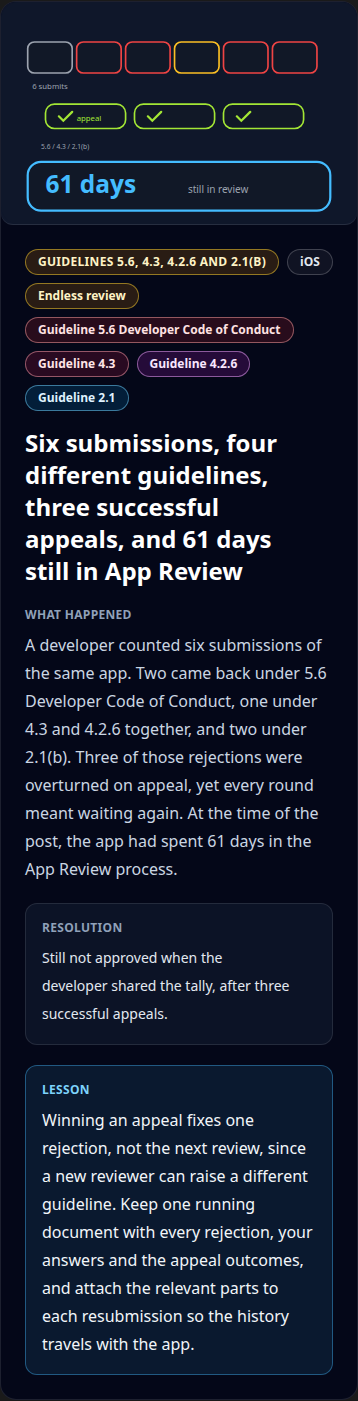 6 submits
appeal
5.6 / 4.3 / 2.1(b)
61 days
still in review
GUIDELINES 5.6, 4.3, 4.2.6 AND 2.1(B)
iOS
Endless review
Guideline 5.6 Developer Code of Conduct
Guideline 4.3
Guideline 4.2.6
Guideline 2.1
Six submissions, four
different guidelines,
three successful
appeals, and 61 days
still in App Review
WHAT HAPPENED
A developer counted six submissions of
the same app. Two came back under 5.6
Developer Code of Conduct, one under
4.3 and 4.2.6 together, and two under
2.1(b). Three of those rejections were
overturned on appeal, yet every round
meant waiting again. At the time of the
post, the app had spent 61 days in the
App Review process.
RESOLUTION
Still not approved when the
developer shared the tally, after three
successful appeals.
LESSON
Winning an appeal fixes one
rejection, not the next review, since
a new reviewer can raise a different
guideline. Keep one running
document with every rejection, your
answers and the appeal outcomes,
and attach the relevant parts to
each resubmission so the history
travels with the app.